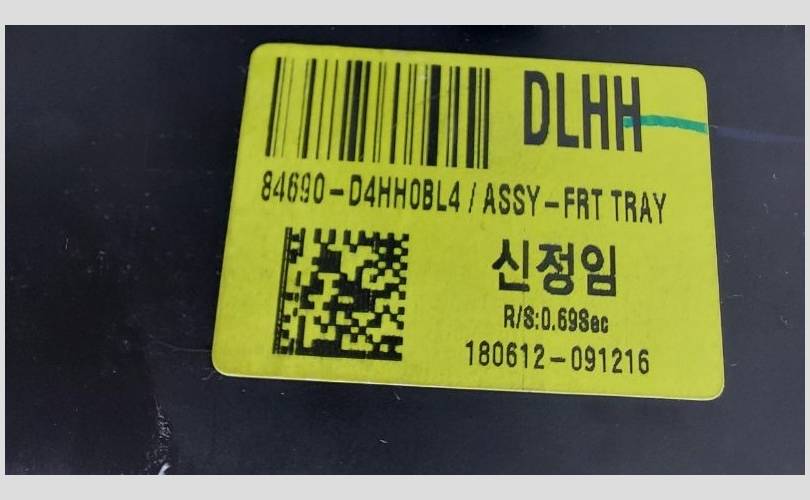 DLHH
84690-D4HH0BL4 / ASSY-FRT TRAY
신정임
R/S:0.69Sec
180612-091216